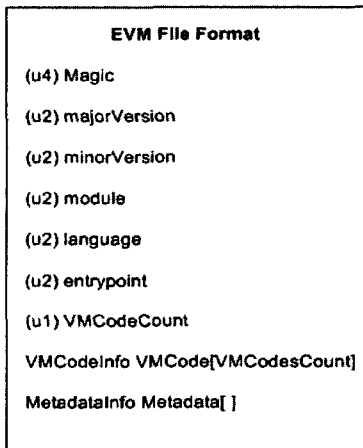 EVM File Format
(u4) Magic
(u2) majorVersion
(u2) minorVersion
(u2) module
(u2) language
(u2) entrypoint
(u1) VMCodeCount
VMCodeInfo VMCode[VMCodesCount]
MetadataInfo Metadata[ ]